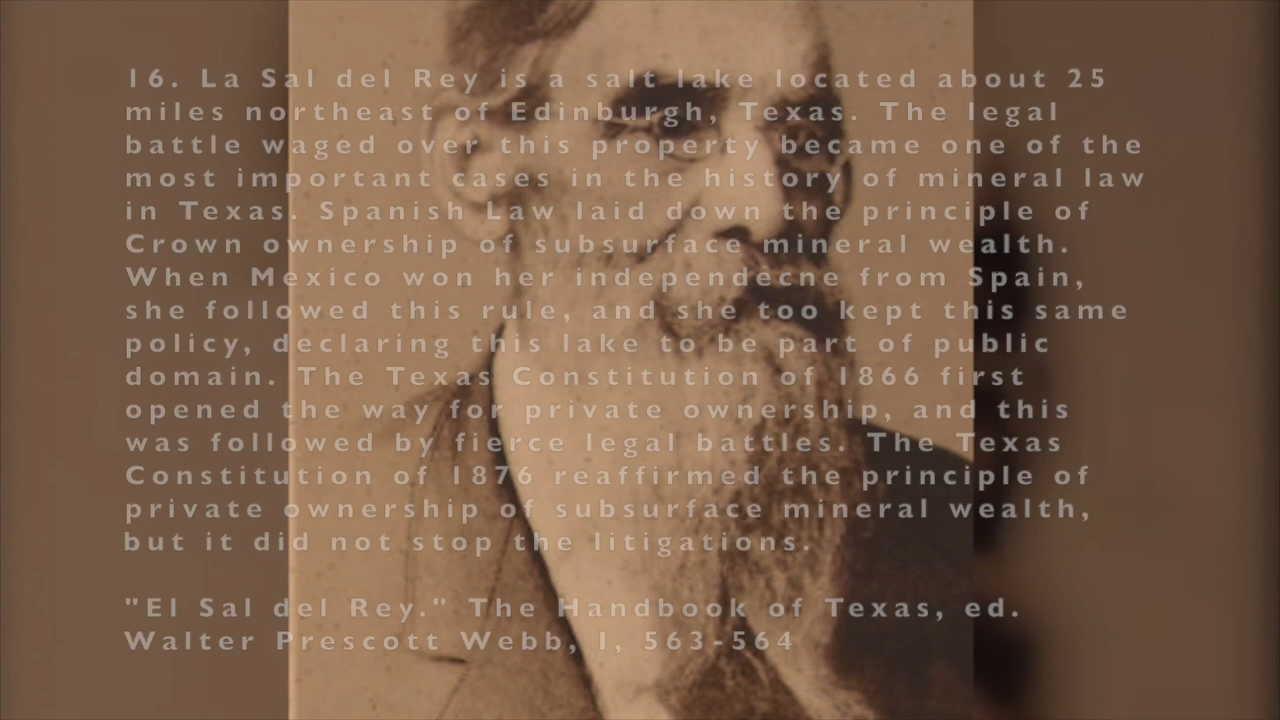 16. La Sal del Rey is a salt lake located about 25
miles northeast of Edinburgh, Texas. The legal
battle waged over this property became one of the
most important cases in the history of mineral law
in Texas. Spanish Law laid down the principle of
Crown ownership of subsurface mineral wealth.
When Mexico won her independecne from Spain,
she followed this rule, and she too kept this same
policy, declaring this lake to be part of public
domain. The Texas Constitution of 1866 first
opened the way for private ownership, and this
was followed by fierce legal battles. The Texas
Constitution of 1876 reaffirmed the principle of
private ownership of subsurface mineral wealth,
but it did not stop the litigations.
"El Sal del Rey." The Handbook of Texas, ed.
Walter Prescott Webb, I, 563-564